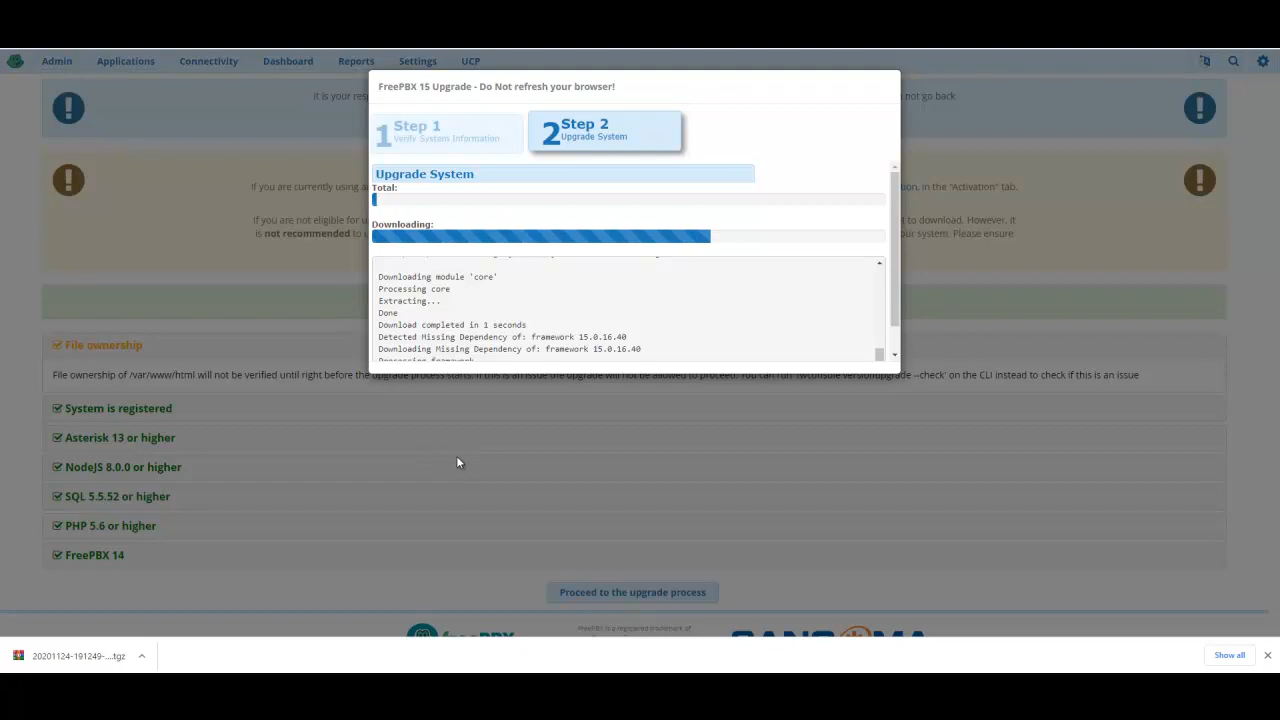 Admin Applications Connectivity Dashboard Reports Settings UCP
FreePBX 15 Upgrade - Do Not refresh your browser!
it is your resp
not go back
1 Step 1
Verify System Information
2 Step 2
Upgrade System
Upgrade System
Total:
If you are currently using a
in the "Activation" tab.
If you are not eligible for u
t to download. However, it
is not recommended to u
our system. Please ensure
Downloading:
Downloading module 'core'
Processing core
Extracting...
Done
Download completed in 1 seconds
Detected Missing Dependency of: framework 15.0.16.40
Downloading Missing Dependency of: framework 15.0.16.40
Processing framework
File ownership
File ownership of /var/www/html will not be verified until right before the upgrade process starts. If this is an issue the upgrade will not be allowed to proceed. You can run 'fwconsole versionupgrade --check' on the CLI instead to check if this is an issue
System is registered
Asterisk 13 or higher
NodeJS 8.0.0 or higher
SQL 5.5.52 or higher
PHP 5.6 or higher
FreePBX 14
Proceed to the upgrade process
freePBX
FreePBX is a registered trademark of
SANGOMA
20201124-191249-....tgz
Show all